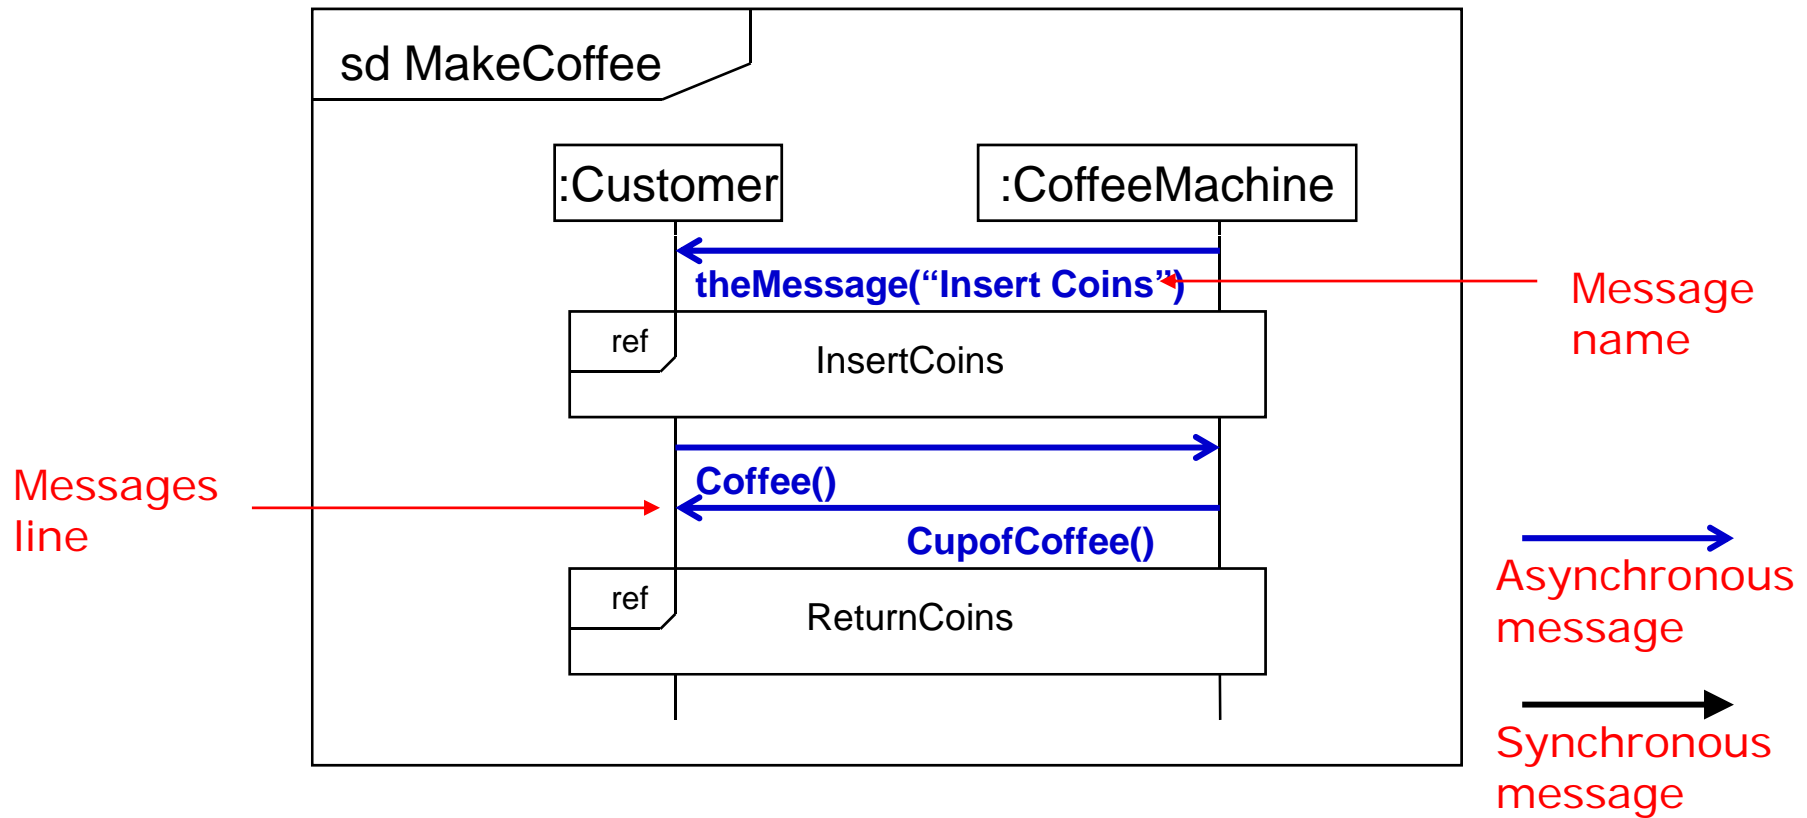 sd MakeCoffee
:Customer
:CoffeeMachine
theMessage(“Insert Coins”)
Message
name
ref
InsertCoins
Messages
line
Coffee()
CupofCoffee()
ref
ReturnCoins
Asynchronous
message
Synchronous
message